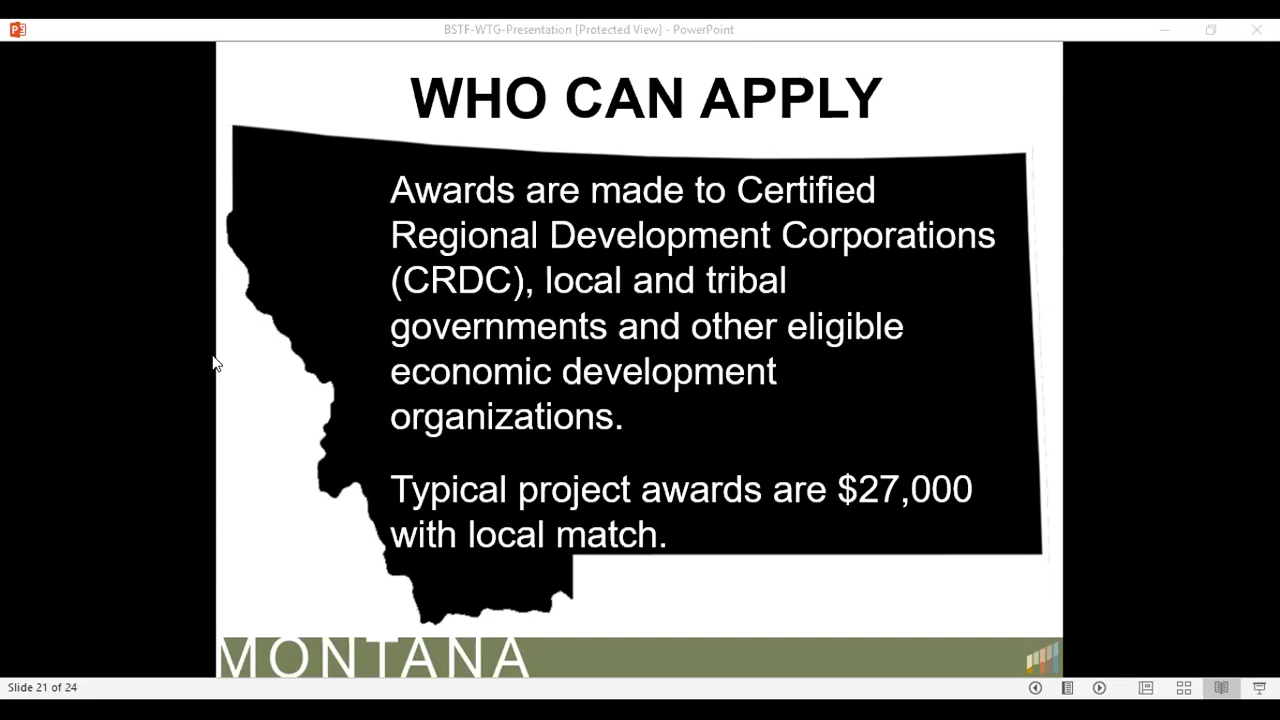 BSTF-WTG-Presentation [Protected View] - PowerPoint
WHO CAN APPLY
Awards are made to Certified
Regional Development Corporations
(CRDC), local and tribal
governments and other eligible
economic development
organizations.
Typical project awards are $27,000
with local match.
MONTANA
Slide 21 of 24